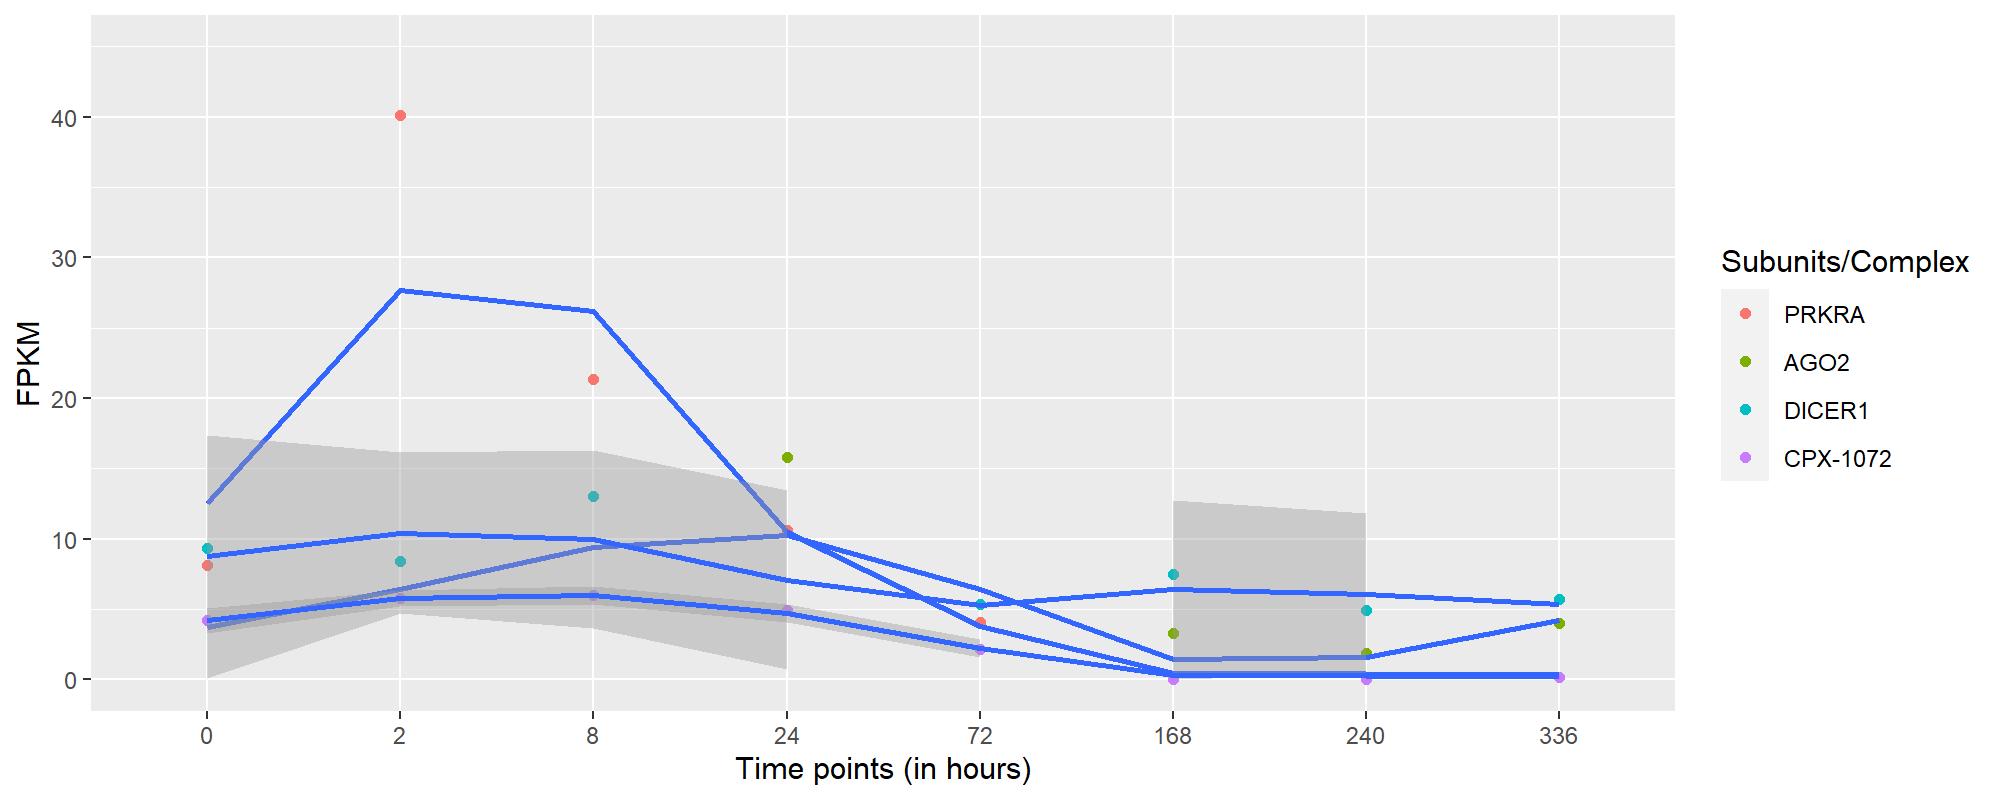 FPKM
40
30
20
10
0
0 2 8 24 72 168 240 336
Time points (in hours)
Subunits/Complex
PRKRA
AGO2
DICER1
CPX-1072